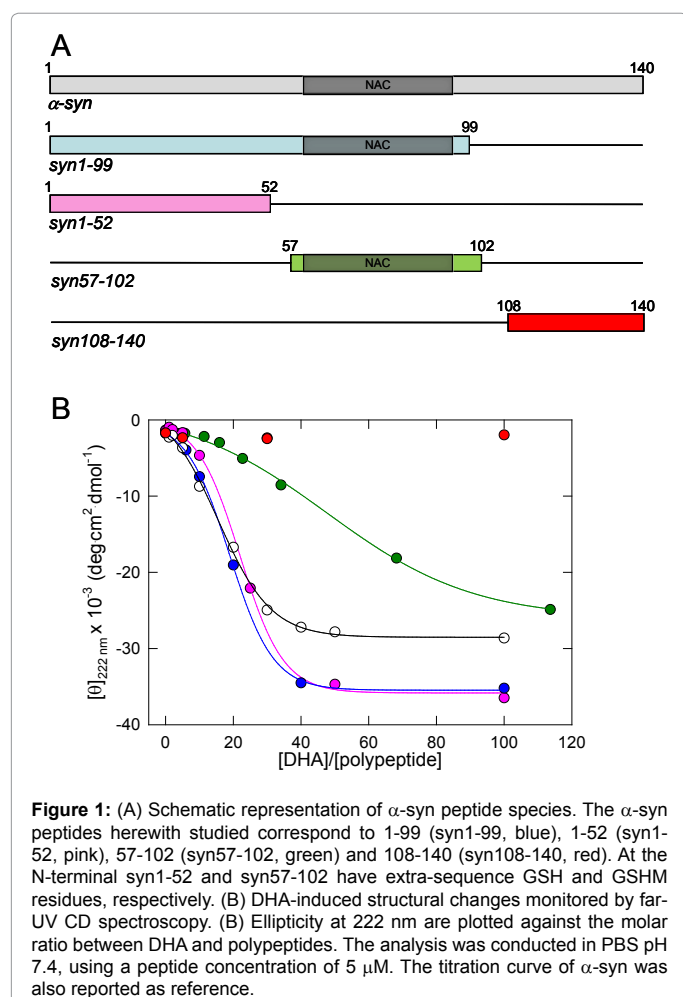 A
1
140
NAC
α-syn
1
99
NAC
syn1-99
1
52
syn1-52
57
102
NAC
syn57-102
108
140
syn108-140
B
0
-10
-20
-30
-40
[θ]222 nm x 10-3 (deg cm2 dmol-1)
0 20 40 60 80 100 120
[DHA]/[polypeptide]
Figure 1: (A) Schematic representation of α-syn peptide species. The α-syn
peptides herewith studied correspond to 1-99 (syn1-99, blue), 1-52 (syn1-
52, pink), 57-102 (syn57-102, green) and 108-140 (syn108-140, red). At the
N-terminal syn1-52 and syn57-102 have extra-sequence GSH and GSHM
residues, respectively. (B) DHA-induced structural changes monitored by far-
UV CD spectroscopy. (B) Ellipticity at 222 nm are plotted against the molar
ratio between DHA and polypeptides. The analysis was conducted in PBS pH
7.4, using a peptide concentration of 5 μM. The titration curve of α-syn was
also reported as reference.